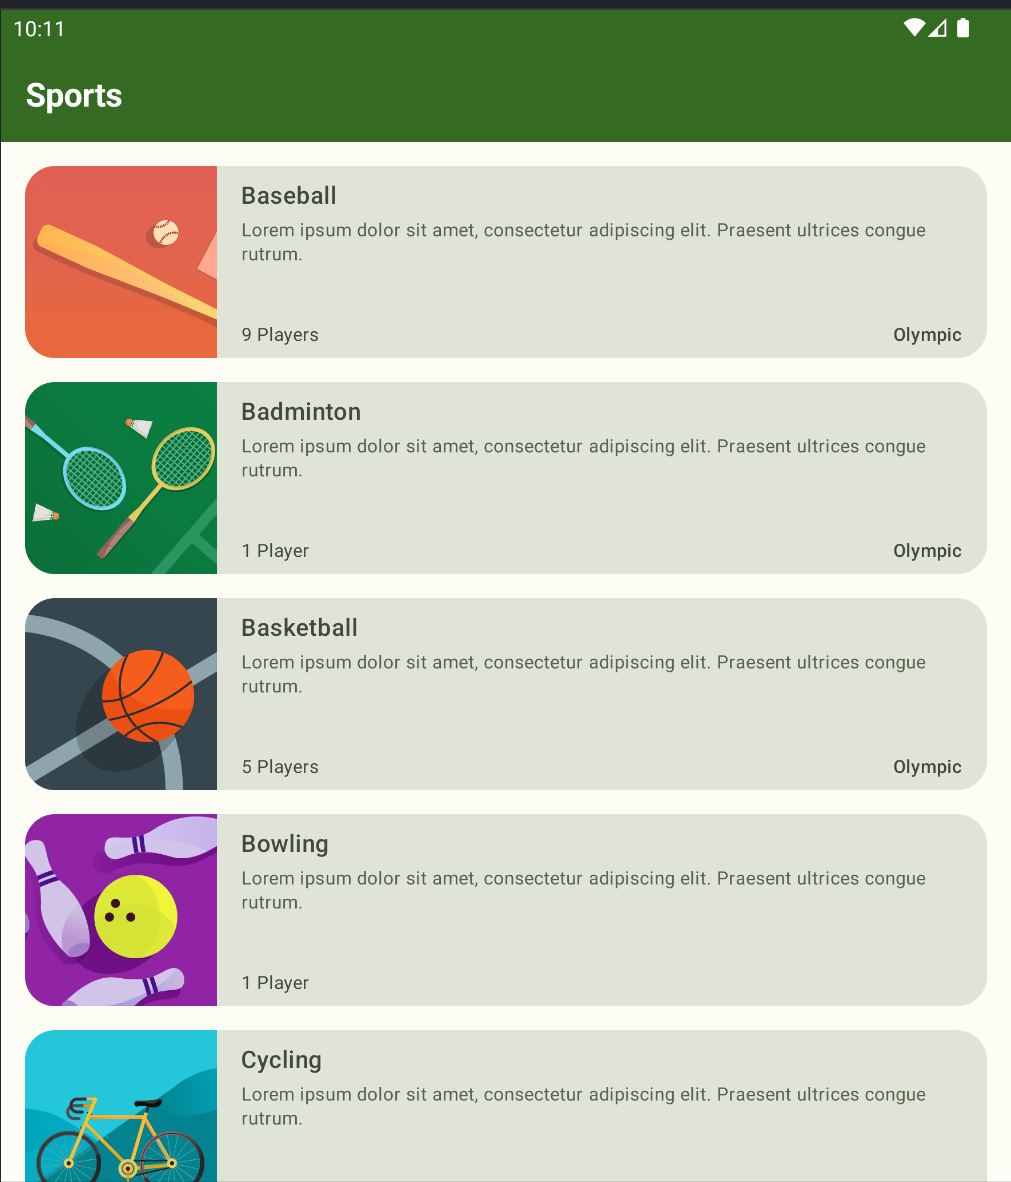 10:11
Sports
Baseball
Lorem ipsum dolor sit amet, consectetur adipiscing elit. Praesent ultrices congue
rutrum.
9 Players
Olympic
Badminton
Lorem ipsum dolor sit amet, consectetur adipiscing elit. Praesent ultrices congue
rutrum.
1 Player
Olympic
Basketball
Lorem ipsum dolor sit amet, consectetur adipiscing elit. Praesent ultrices congue
rutrum.
5 Players
Olympic
Bowling
Lorem ipsum dolor sit amet, consectetur adipiscing elit. Praesent ultrices congue
rutrum.
1 Player
Cycling
Lorem ipsum dolor sit amet, consectetur adipiscing elit. Praesent ultrices congue
rutrum.